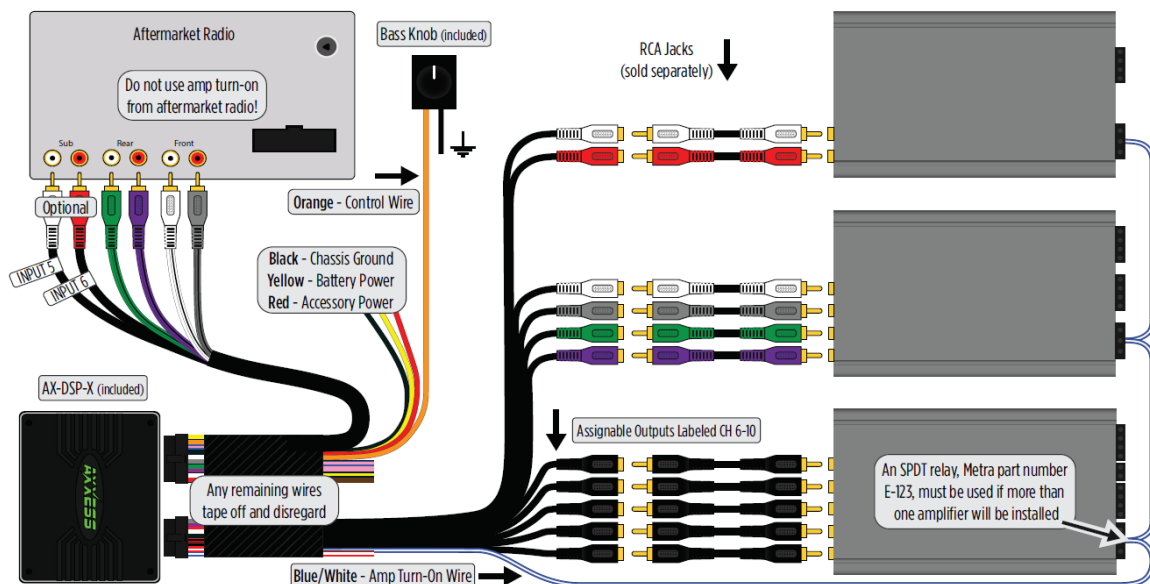 Aftermarket Radio
Do not use amp turn-on
from aftermarket radio!
Sub
Rear
Front
Optional
INPUT 5
INPUT 6
Bass Knob (included)
Orange - Control Wire
Black - Chassis Ground
Yellow - Battery Power
Red - Accessory Power
RCA Jacks
(sold separately)
AX-DSP-X (included)
AXXESS
Any remaining wires
tape off and disregard
Assignable Outputs Labeled CH 6-10
An SPDT relay, Metra part number
E-123, must be used if more than
one amplifier will be installed
Blue/White - Amp Turn-On Wire